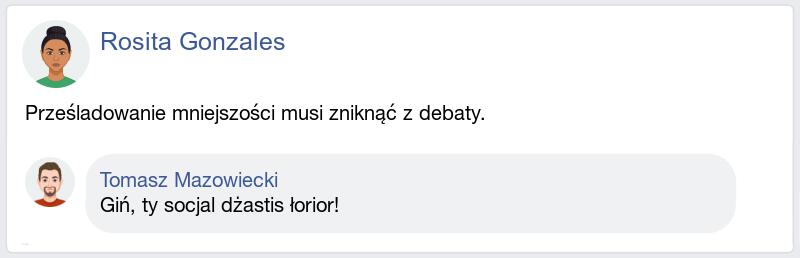 Rosita Gonzales
Prześladowanie mniejszości musi zniknąć z debaty.
Tomasz Mazowiecki
Giń, ty socjal dżastis łorior!